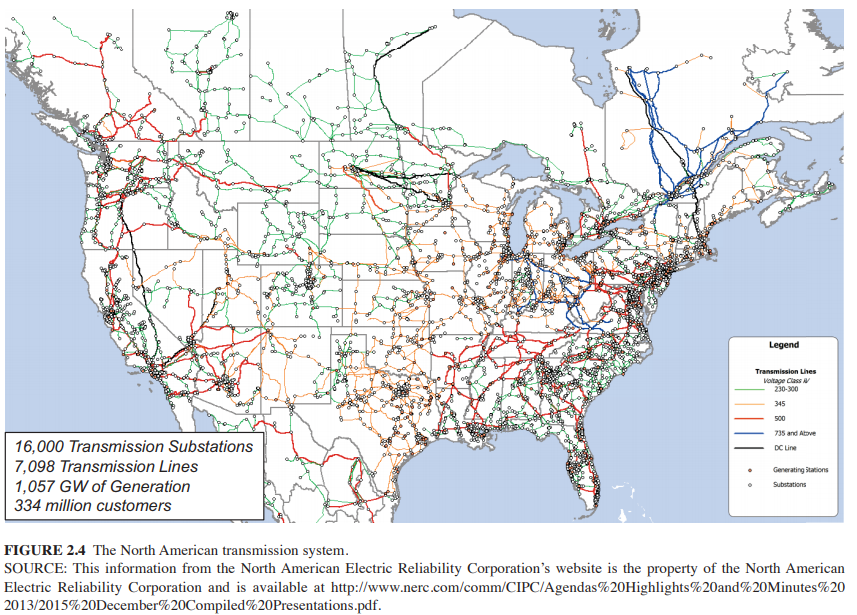 Legend
Transmission Lines
Voltage Class kV
230-300
345
500
735 and Above
DC Line
Generating Stations
Substations
16,000 Transmission Substations
7,098 Transmission Lines
1,057 GW of Generation
334 million customers
FIGURE 2.4 The North American transmission system.
SOURCE: This information from the North American Electric Reliability Corporation’s website is the property of the North American
Electric Reliability Corporation and is available at http://www.nerc.com/comm/CIPC/Agendas%20Highlights%20and%20Minutes%20
2013/2015%20December%20Compiled%20Presentations.pdf.